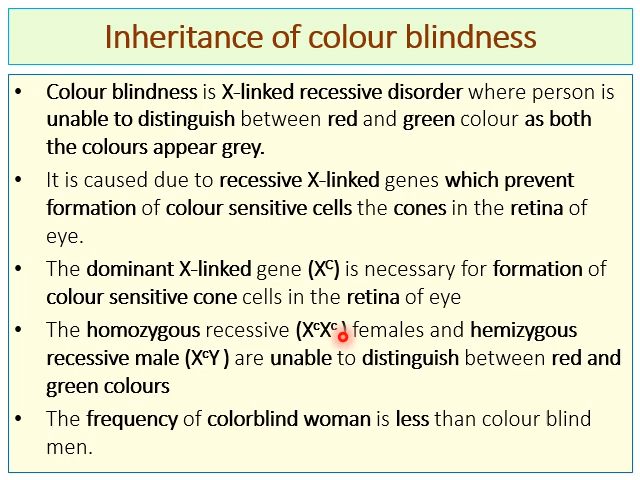 Inheritance of colour blindness
• Colour blindness is X-linked recessive disorder where person is
unable to distinguish between red and green colour as both
the colours appear grey.
• It is caused due to recessive X-linked genes which prevent
formation of colour sensitive cells the cones in the retina of
eye.
• The dominant X-linked gene (Xᶜ) is necessary for formation of
colour sensitive cone cells in the retina of eye
• The homozygous recessive (XᶜXᶜ ) females and hemizygous
recessive male (XᶜY ) are unable to distinguish between red and
green colours
• The frequency of colorblind woman is less than colour blind
men.